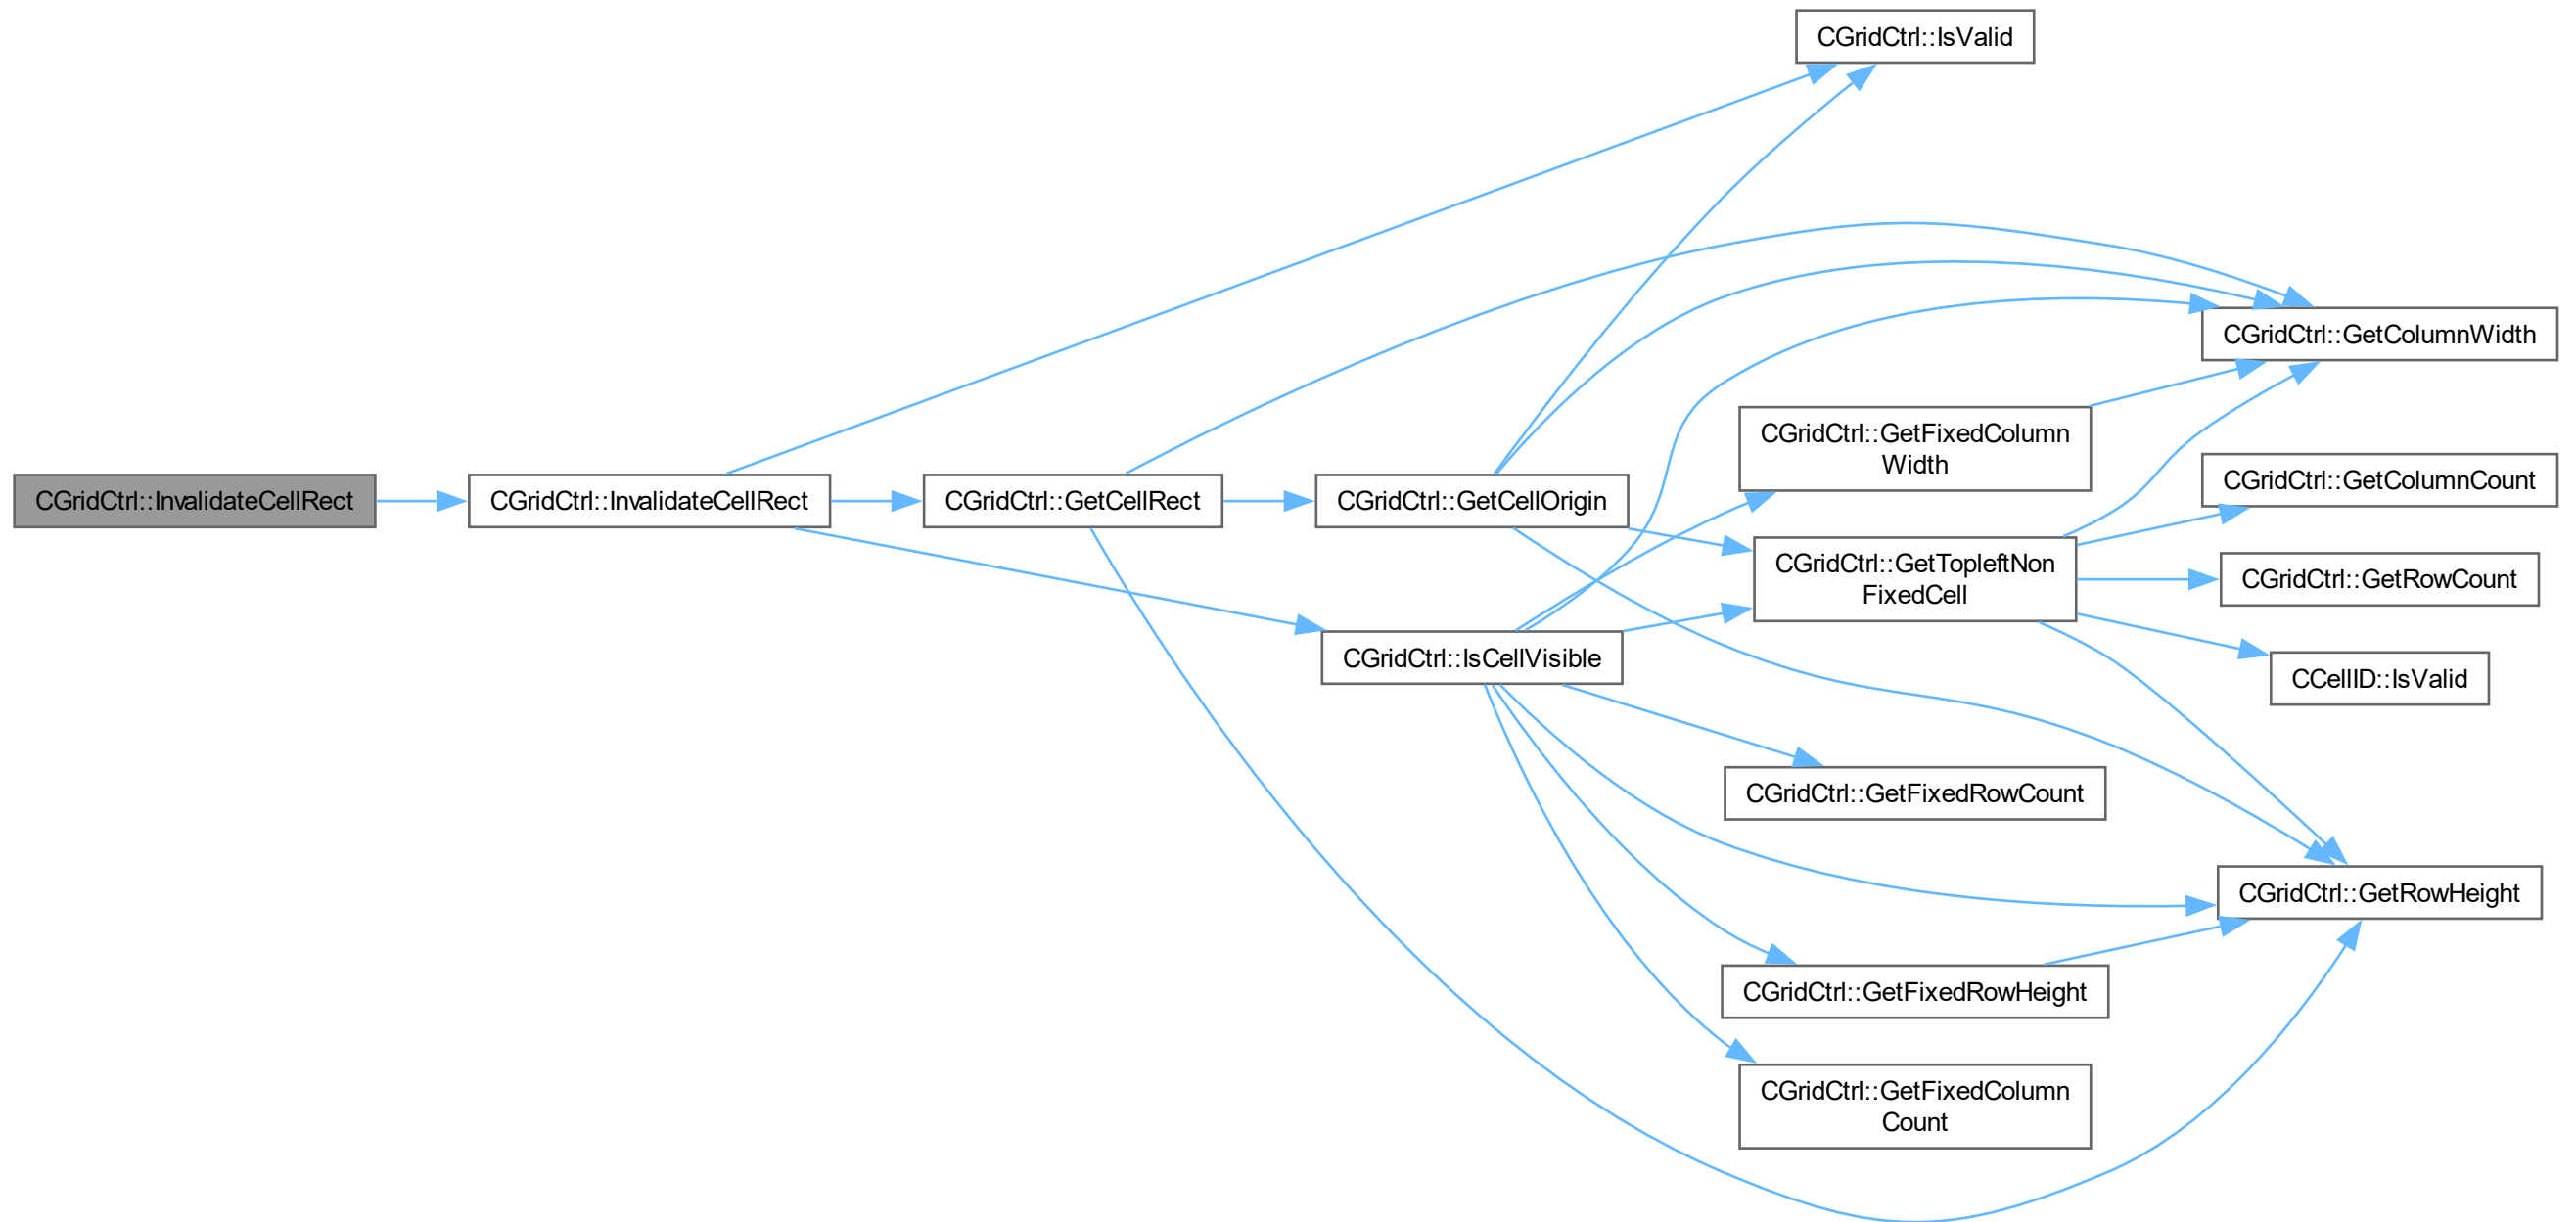 CGridCtrl::InvalidateCellRect
CGridCtrl::InvalidateCellRect
CGridCtrl::GetCellRect
CGridCtrl::GetCellOrigin
CGridCtrl::IsCellVisible
CGridCtrl::IsValid
CGridCtrl::GetFixedColumn
Width
CGridCtrl::GetTopleftNon
FixedCell
CGridCtrl::GetFixedRowCount
CGridCtrl::GetFixedRowHeight
CGridCtrl::GetFixedColumn
Count
CGridCtrl::GetColumnWidth
CGridCtrl::GetColumnCount
CGridCtrl::GetRowCount
CCellID::IsValid
CGridCtrl::GetRowHeight